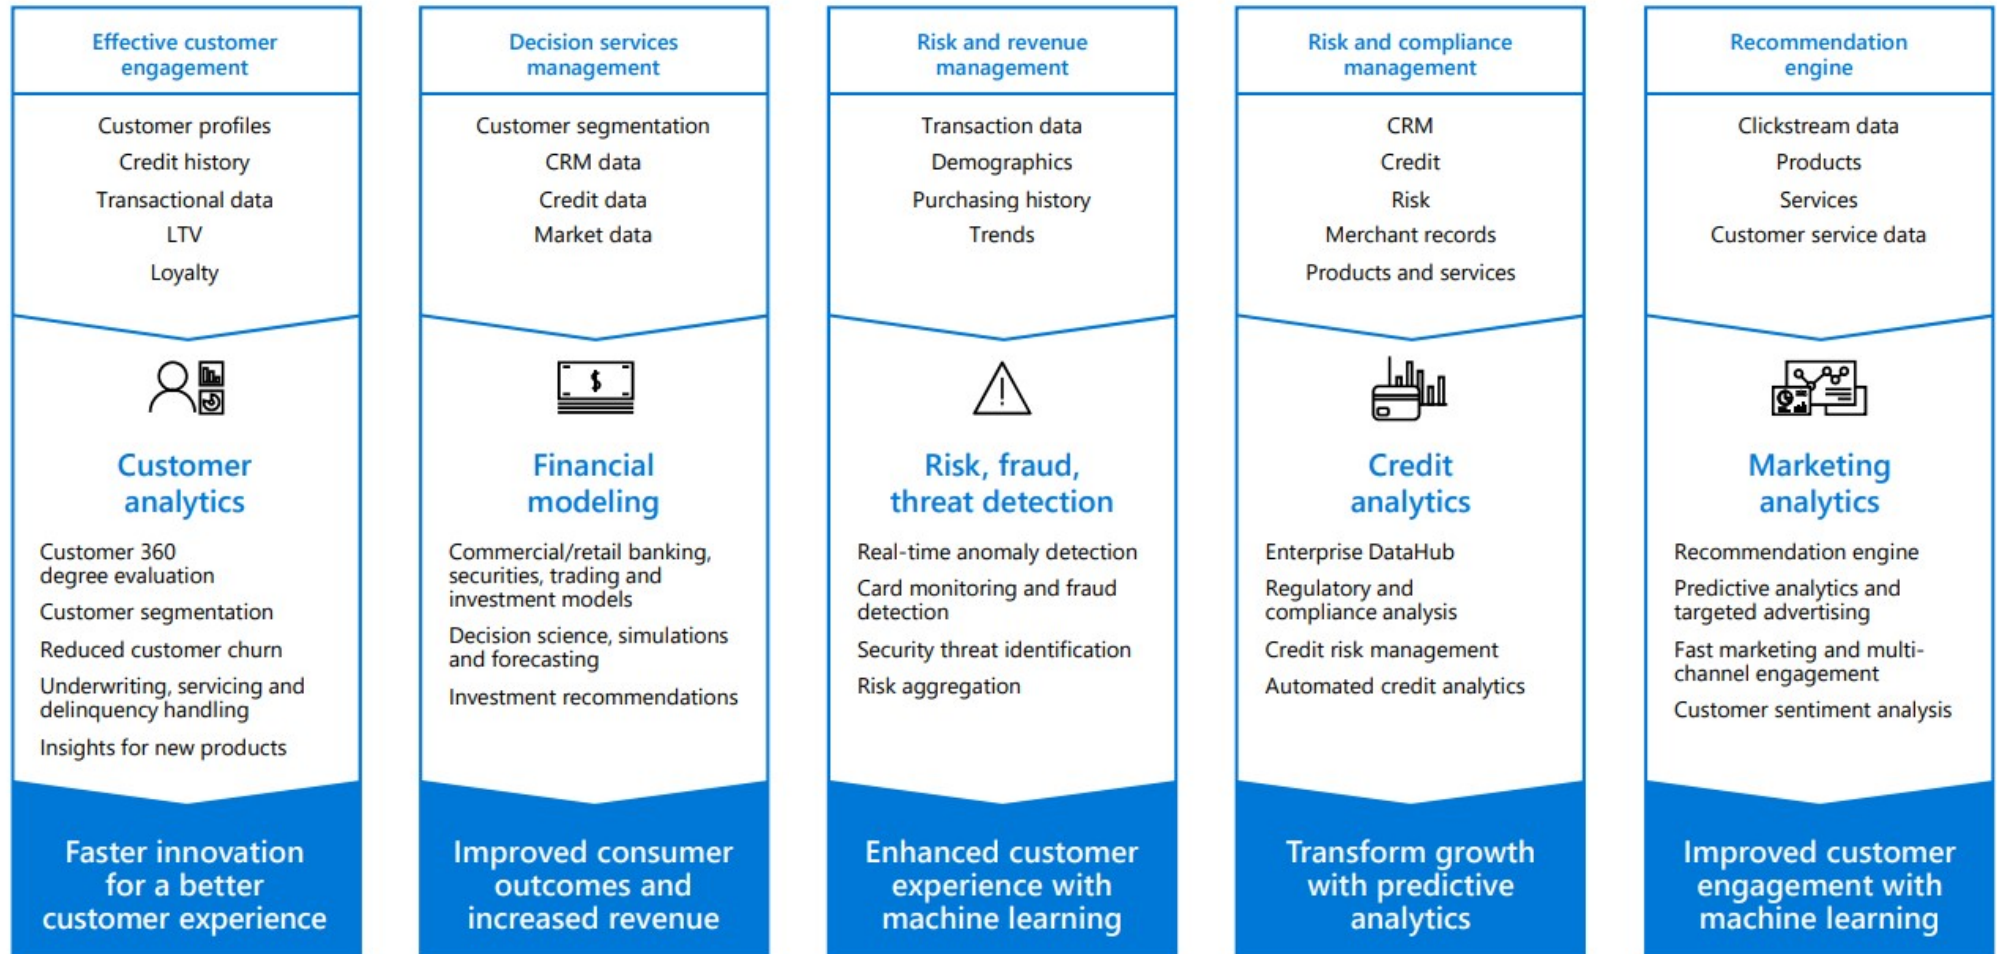 Effective customer
engagement
Customer profiles
Credit history
Transactional data
LTV
Loyalty
Customer
analytics
Customer 360
degree evaluation
Customer segmentation
Reduced customer churn
Underwriting, servicing and
delinquency handling
Insights for new products
Faster innovation
for a better
customer experience
Decision services
management
Customer segmentation
CRM data
Credit data
Market data
$
Financial
modeling
Commercial/retail banking,
securities, trading and
investment models
Decision science, simulations
and forecasting
Investment recommendations
Improved consumer
outcomes and
increased revenue
Risk and revenue
management
Transaction data
Demographics
Purchasing history
Trends
!
Risk, fraud,
threat detection
Real-time anomaly detection
Card monitoring and fraud
detection
Security threat identification
Risk aggregation
Enhanced customer
experience with
machine learning
Risk and compliance
management
CRM
Credit
Risk
Merchant records
Products and services
Credit
analytics
Enterprise DataHub
Regulatory and
compliance analysis
Credit risk management
Automated credit analytics
Transform growth
with predictive
analytics
Recommendation
engine
Clickstream data
Products
Services
Customer service data
Marketing
analytics
Recommendation engine
Predictive analytics and
targeted advertising
Fast marketing and multi-
channel engagement
Customer sentiment analysis
Improved customer
engagement with
machine learning